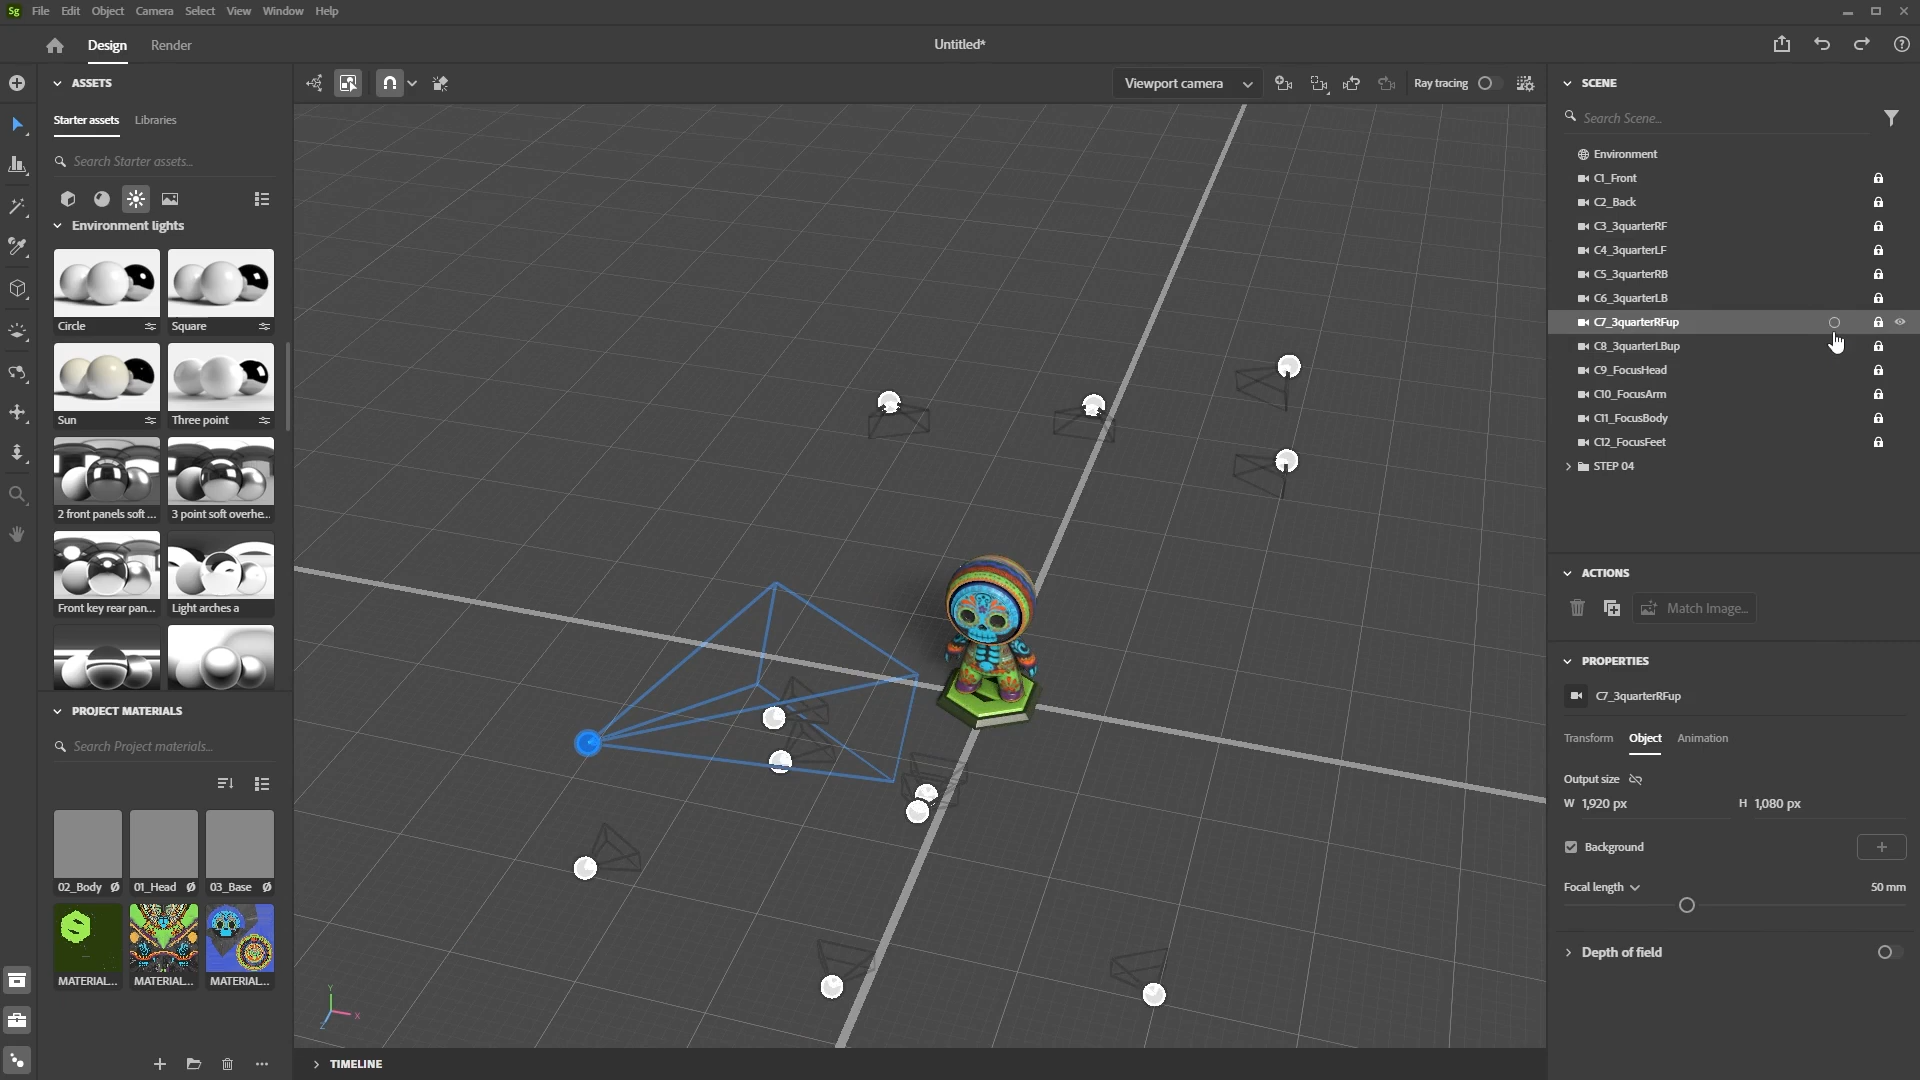 Sg File Edit Object Camera Select View Window Help
Design Render Untitled*
ASSETS
Starter assets Libraries
Search Starter assets...
Environment lights
Circle Square
Sun Three point
2 front panels soft ... 3 point soft overhe...
Front key rear pan... Light arches a
PROJECT MATERIALS
Search Project materials...
02_Body 01_Head 03_Base
MATERIAL... MATERIAL... MATERIAL...
Viewport camera Ray tracing
Y
X
Z
TIMELINE
SCENE
Search Scene...
Environment
C1_Front
C2_Back
C3_3quarterRF
C4_3quarterLF
C5_3quarterRB
C6_3quarterLB
C7_3quarterRFup
C8_3quarterLBup
C9_FocusHead
C10_FocusArm
C11_FocusBody
C12_FocusFeet
STEP 04
ACTIONS
Match Image...
PROPERTIES
C7_3quarterRFup
Transform Object Animation
Output size
W 1,920 px H 1,080 px
Background
Focal length 50 mm
Depth of field